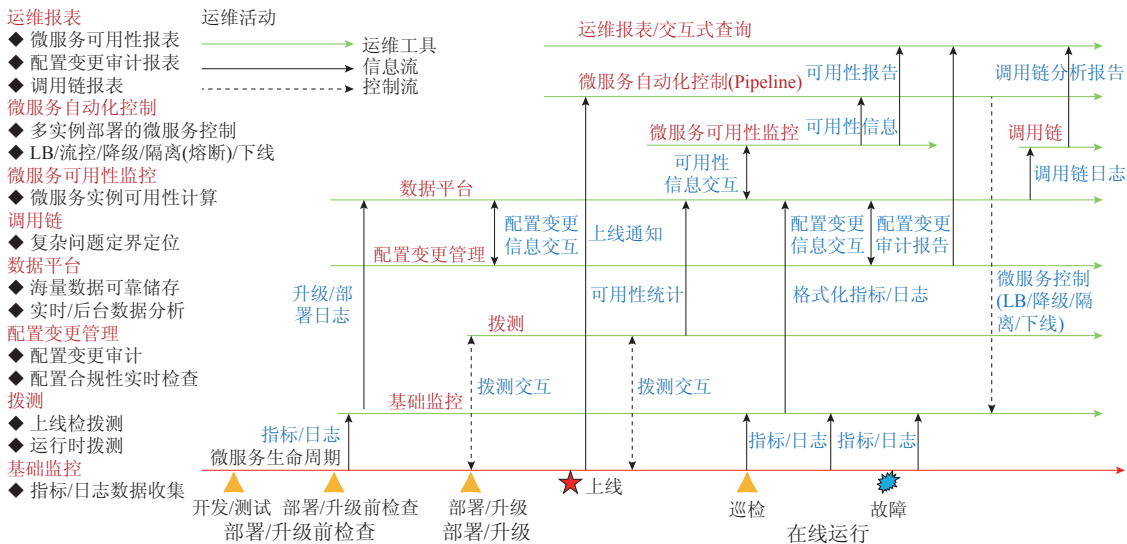 运维报表
◆ 微服务可用性报表
◆ 配置变更审计报表
◆ 调用链报表
微服务自动化控制
◆ 多实例部署的微服务控制
◆ LB/流控/降级/隔离(熔断)/下线
微服务可用性监控
◆ 微服务实例可用性计算
调用链
◆ 复杂问题定界定位
数据平台
◆ 海量数据可靠储存
◆ 实时/后台数据分析
配置变更管理
◆ 配置变更审计
◆ 配置合规性实时检查
拨测
◆ 上线检拨测
◆ 运行时拨测
基础监控
◆ 指标/日志数据收集
运维活动
运维工具
信息流
控制流
运维报表/交互式查询
可用性报告
调用链分析报告
微服务自动化控制(Pipeline)
微服务可用性监控
可用性信息
调用链
可用性
信息交互
调用链日志
数据平台
配置变更
信息交互
上线通知
配置变更
信息交互
配置变更
审计报告
配置变更管理
升级/部
署日志
可用性统计
格式化指标/日志
微服务控制
(LB/降级/隔
离/下线)
拨测
拨测交互
拨测交互
基础监控
指标/日志
指标/日志
指标/日志
微服务生命周期
开发/测试
部署/升级前检查
部署/升级
上线
巡检
故障
部署/升级前检查
部署/升级
在线运行